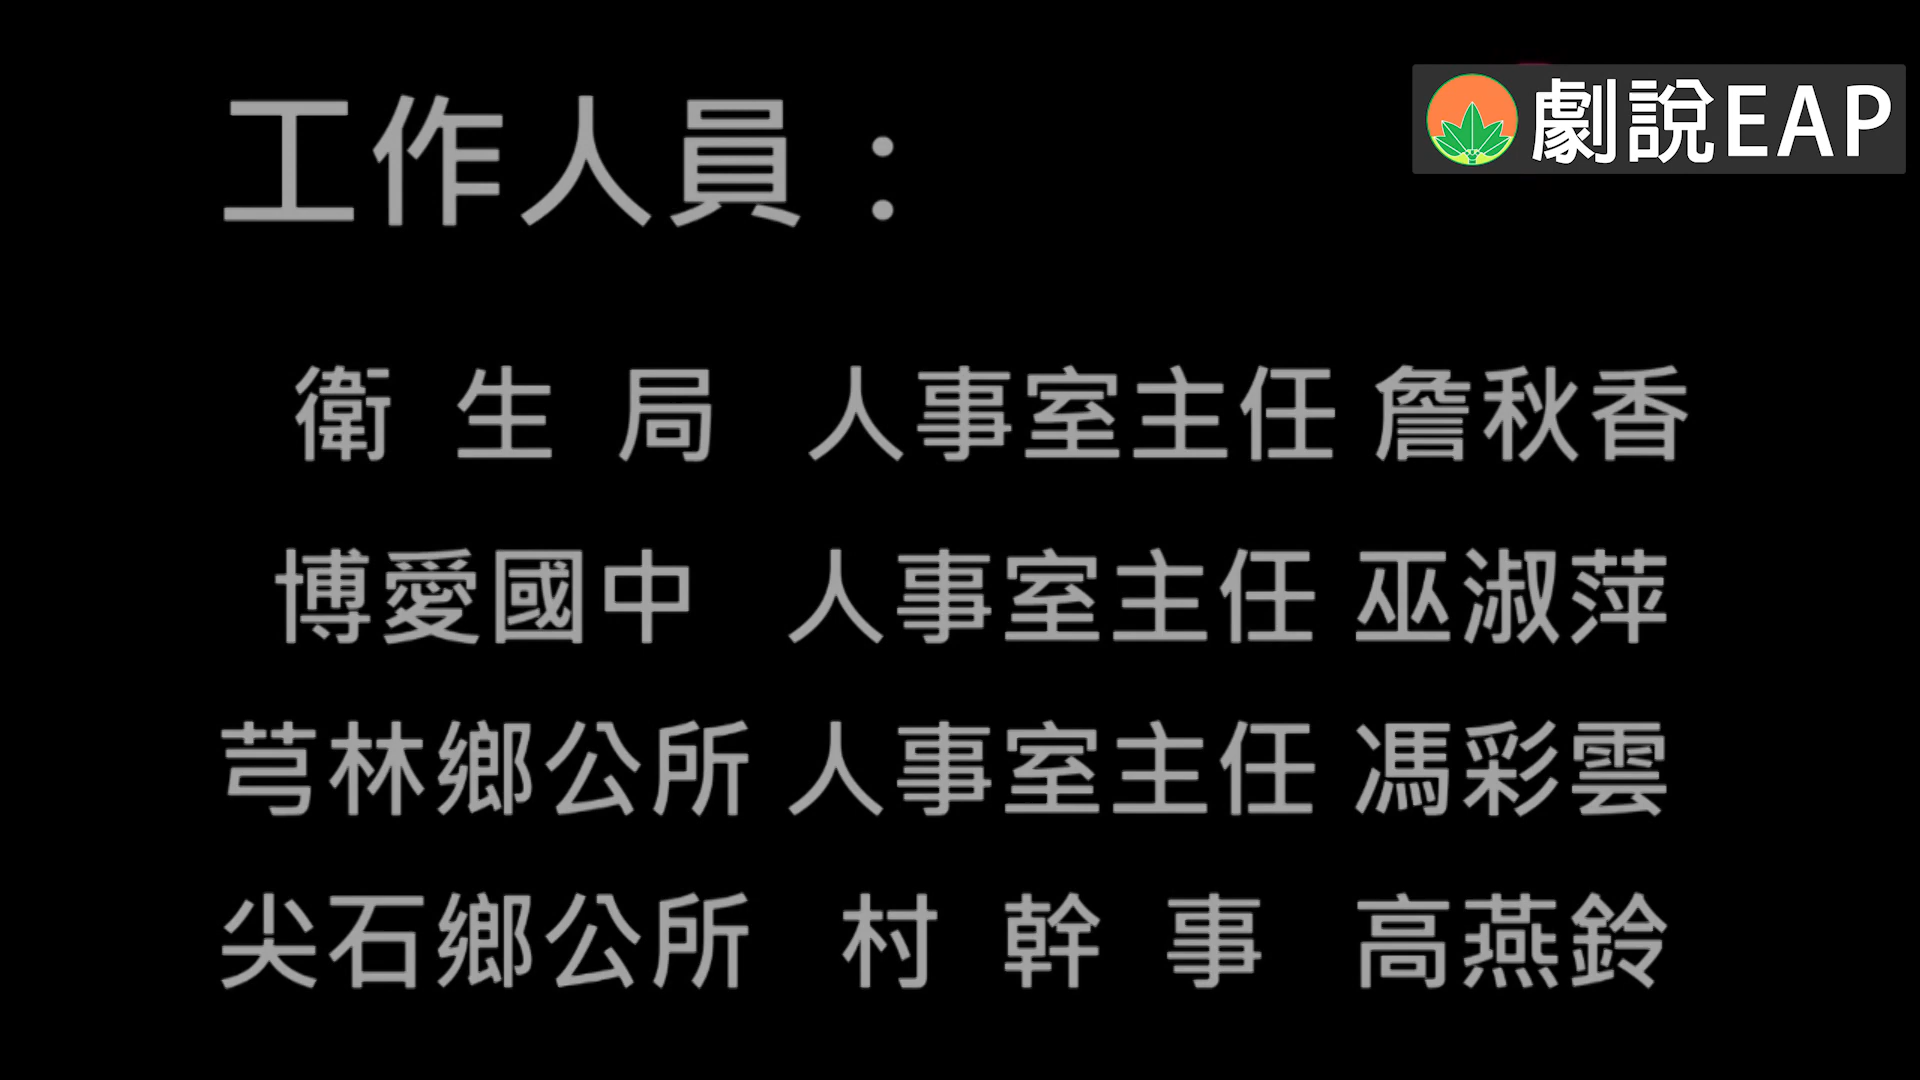 劇說EAP
工作人員：
衛生局 人事室主任 詹秋香
博愛國中 人事室主任 巫淑萍
芎林鄉公所 人事室主任 馮彩雲
尖石鄉公所 村幹事 高燕鈴